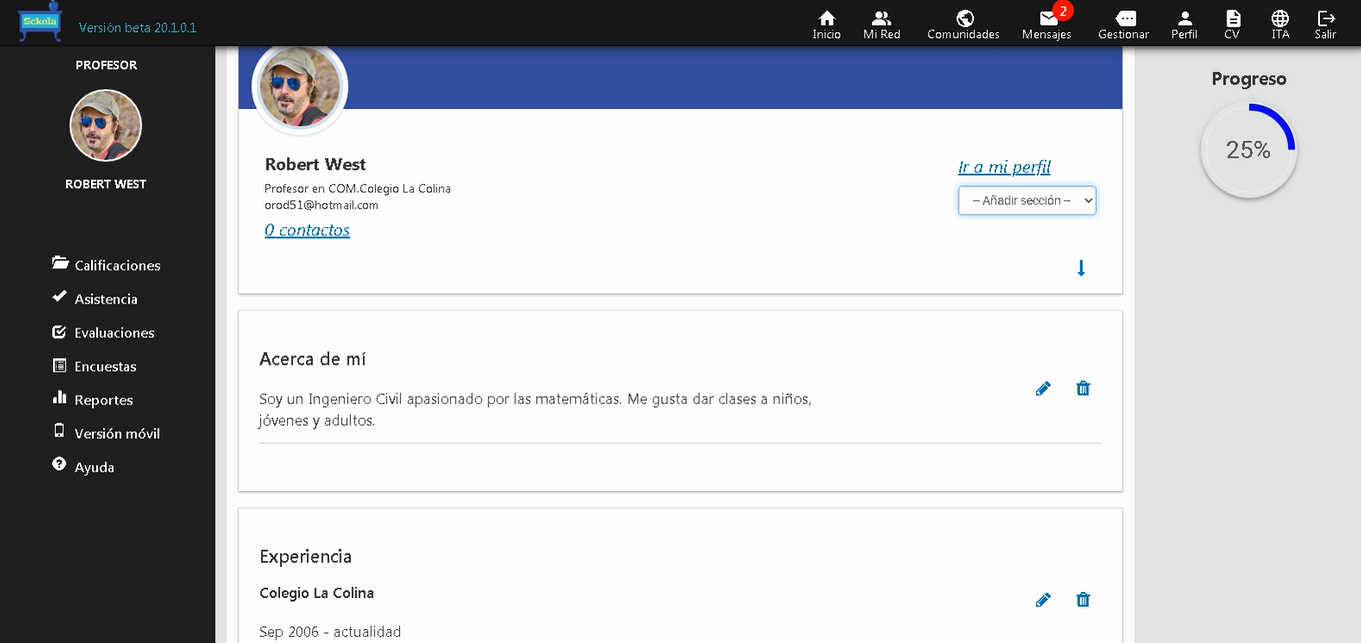 Sckola
Versión beta 20.1.0.1
2
Inicio
Mi Red
Comunidades
Mensajes
Gestionar
Perfil
CV
ITA
Salir
PROFESOR
ROBERT WEST
Calificaciones
Asistencia
Evaluaciones
Encuestas
Reportes
Versión móvil
Ayuda
Robert West
Profesor en COM.Colegio La Colina
orod51@hotmail.com
0 contactos
Ir a mi perfil
-- Añadir sección --
Acerca de mí
Soy un Ingeniero Civil apasionado por las matemáticas. Me gusta dar clases a niños,
jóvenes y adultos.
Experiencia
Colegio La Colina
Sep 2006 - actualidad
Progreso
25%